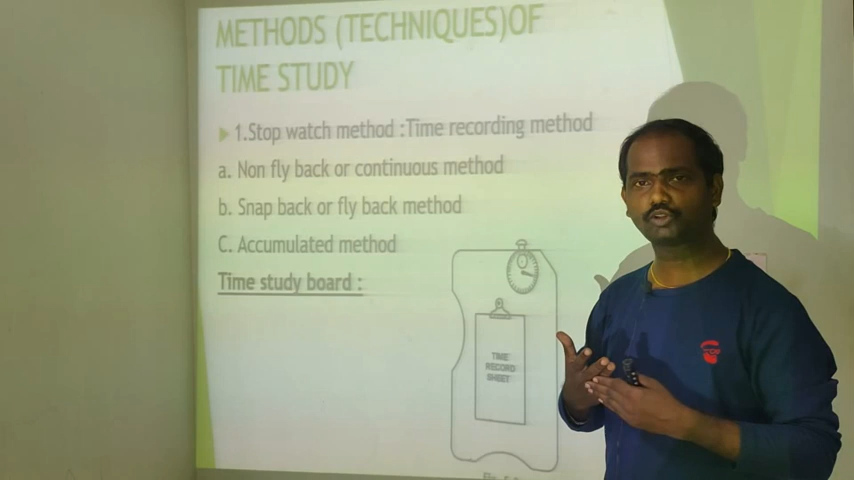 METHODS (TECHNIQUES)OF
TIME STUDY
1.Stop watch method :Time recording method
a. Non fly back or continuous method
b. Snap back or fly back method
C. Accumulated method
Time study board :
TIME
RECORD
SHEET